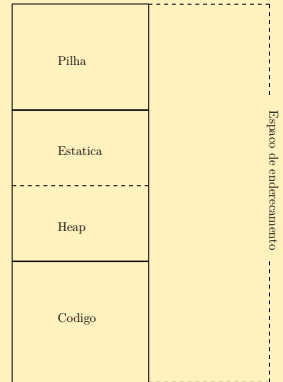 Pilha
Estatica
Heap
Codigo
Espaco de enderecamento